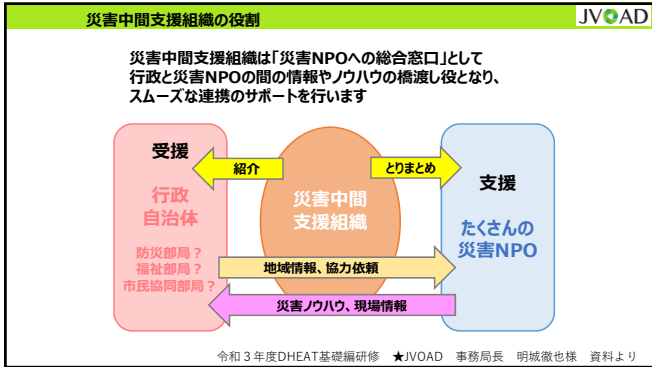 災害中間支援組織の役割
JVOAD
災害中間支援組織は「災害NPOへの総合窓口」として
行政と災害NPOの間の情報やノウハウの橋渡し役となり、
スムーズな連携のサポートを行います
受援
紹介
とりまとめ
支援
行政
自治体
災害中間
支援組織
たくさんの
災害NPO
防災部局？
福祉部局？
市民協同部局？
地域情報、協力依頼
災害ノウハウ、現場情報
令和３年度DHEAT基礎編研修 ★JVOAD 事務局長 明城徹也様 資料より